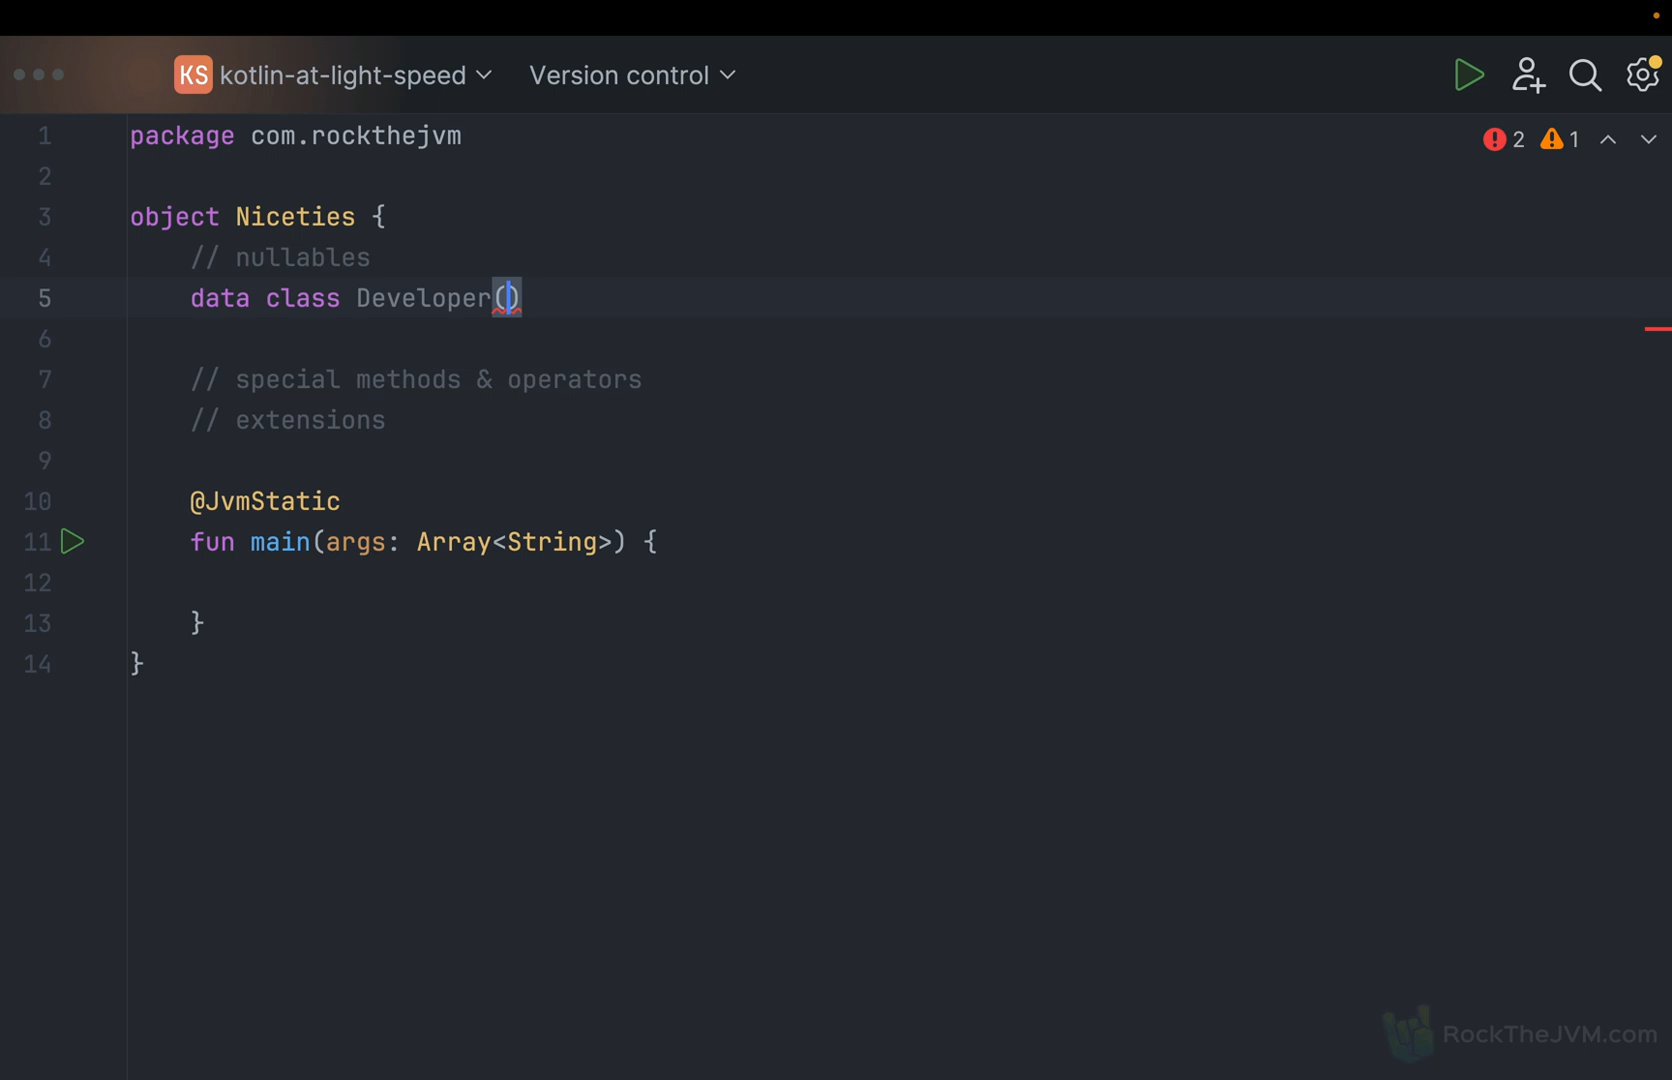 KS kotlin-at-light-speed Version control
2 1
1 package com.rockthejvm
2
3 object Niceties {
4 // nullables
5 data class Developer()
6
7 // special methods & operators
8 // extensions
9
10 @JvmStatic
11 fun main(args: Array<String>) {
12
13 }
14 }
RockTheJVM.com